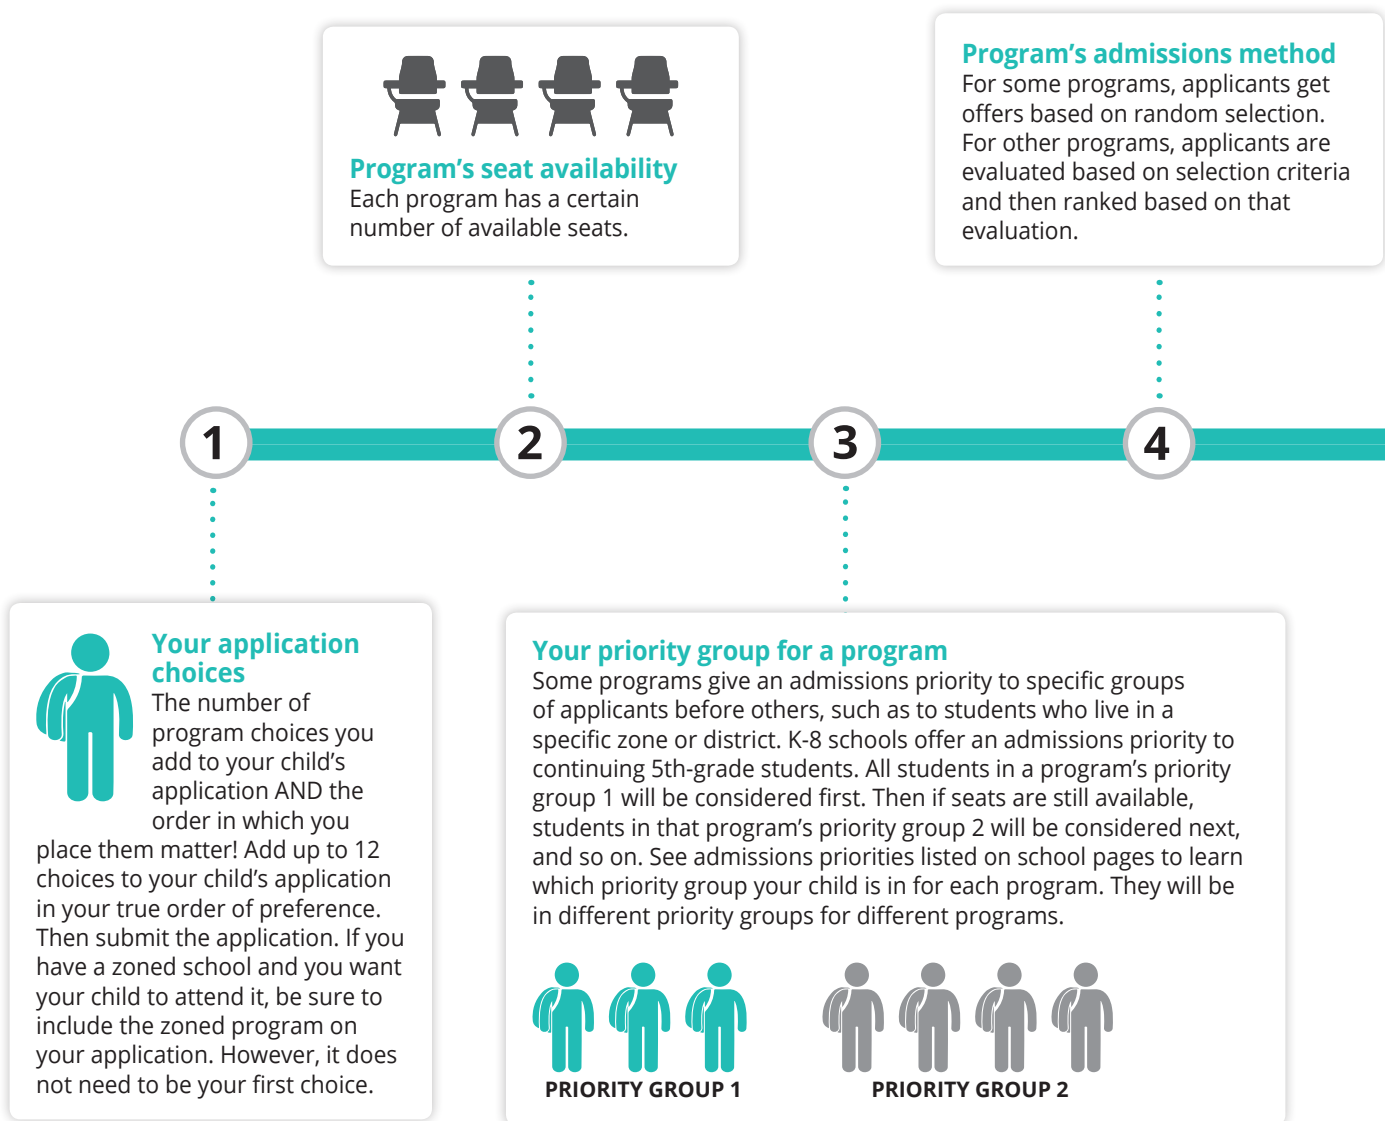 Program’s seat availability
Each program has a certain
number of available seats.
Program’s admissions method
For some programs, applicants get
offers based on random selection.
For other programs, applicants are
evaluated based on selection criteria
and then ranked based on that
evaluation.
1
2
3
4
Your application
choices
The number of
program choices you
add to your child’s
application AND the
order in which you
place them matter! Add up to 12
choices to your child’s application
in your true order of preference.
Then submit the application. If you
have a zoned school and you want
your child to attend it, be sure to
include the zoned program on
your application. However, it does
not need to be your first choice.
Your priority group for a program
Some programs give an admissions priority to specific groups
of applicants before others, such as to students who live in a
specific zone or district. K-8 schools offer an admissions priority to
continuing 5th-grade students. All students in a program’s priority
group 1 will be considered first. Then if seats are still available,
students in that program’s priority group 2 will be considered next,
and so on. See admissions priorities listed on school pages to learn
which priority group your child is in for each program. They will be
in different priority groups for different programs.
PRIORITY GROUP 1
PRIORITY GROUP 2